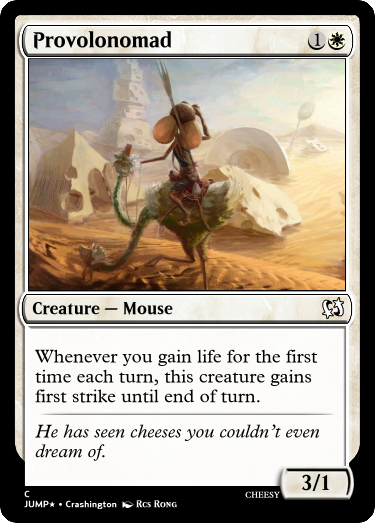 Provolonomad 1
Creature — Mouse
Whenever you gain life for the first
time each turn, this creature gains
first strike until end of turn.
He has seen cheeses you couldn't even
dream of.
3/1
C
JUMP★ • Crashington RCS RONG
CHEESY